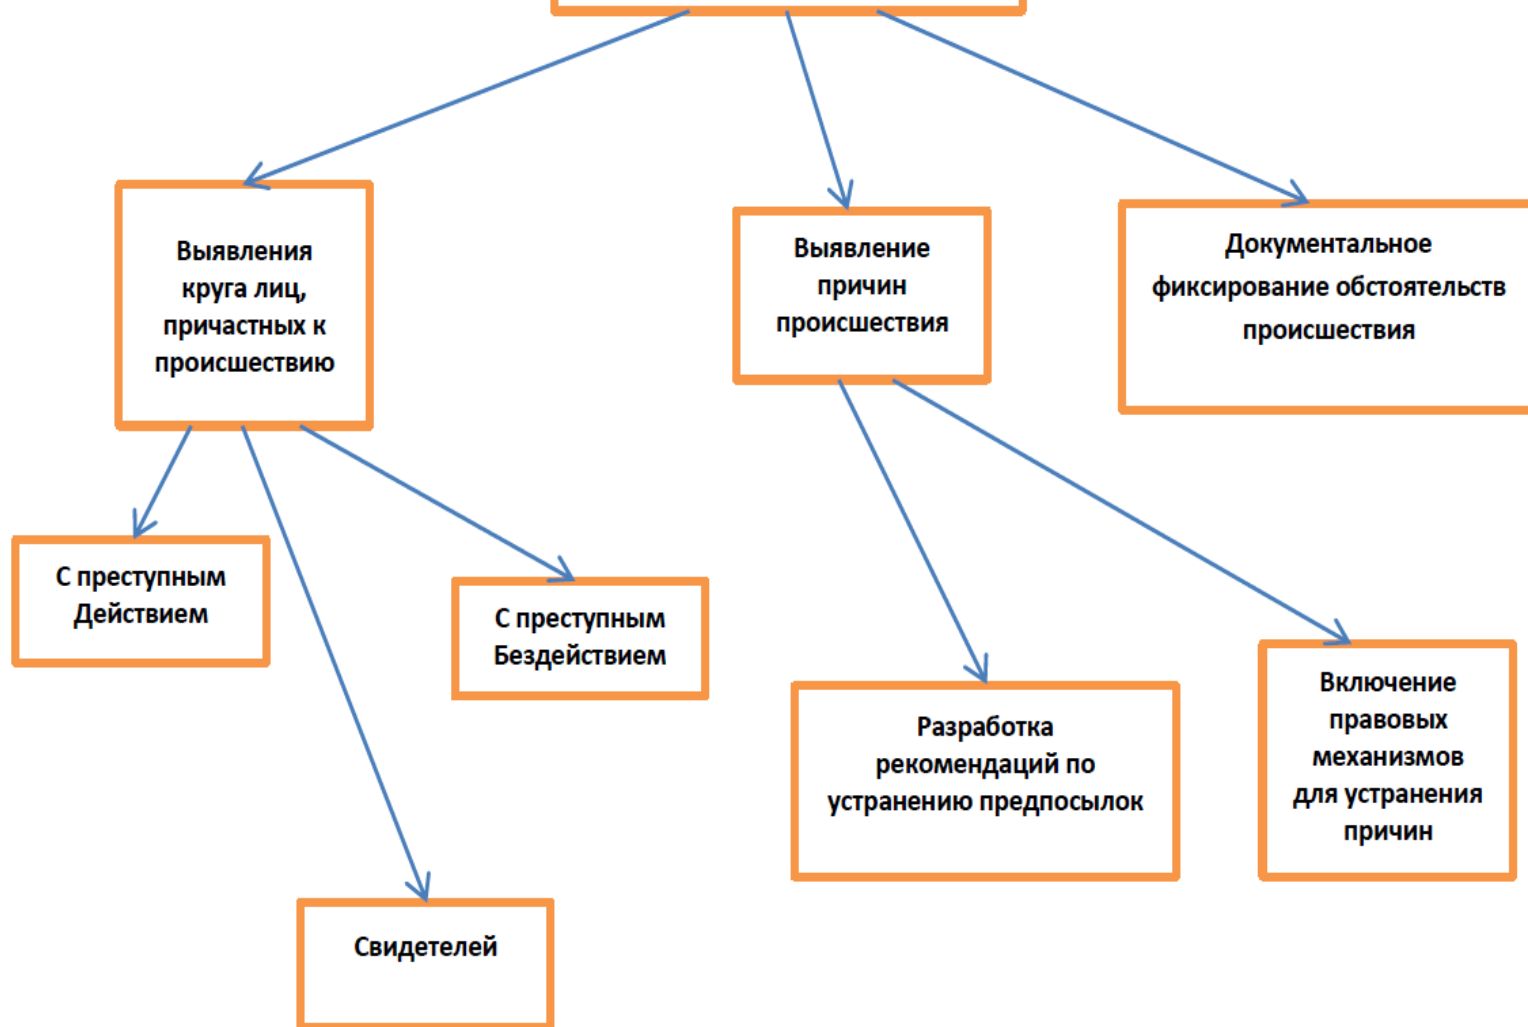 Выявления
круга лиц,
причастных к
происшествию
Выявление
причин
происшествия
Документальное
фиксирование обстоятельств
происшествия
С преступным
Действием
С преступным
Бездействием
Свидетелей
Разработка
рекомендаций по
устранению предпосылок
Включение
правовых
механизмов
для устранения
причин